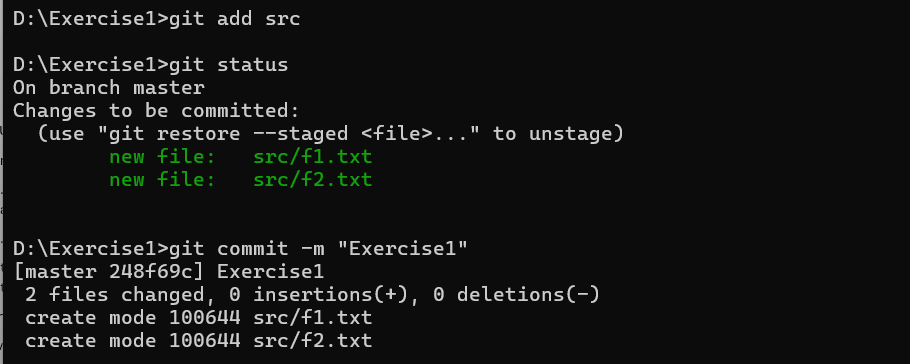 D:\Exercise1>git add src
D:\Exercise1>git status
On branch master
Changes to be committed:
(use "git restore --staged <file>..." to unstage)
new file: src/f1.txt
new file: src/f2.txt
D:\Exercise1>git commit -m "Exercise1"
[master 248f69c] Exercise1
2 files changed, 0 insertions(+), 0 deletions(-)
create mode 100644 src/f1.txt
create mode 100644 src/f2.txt